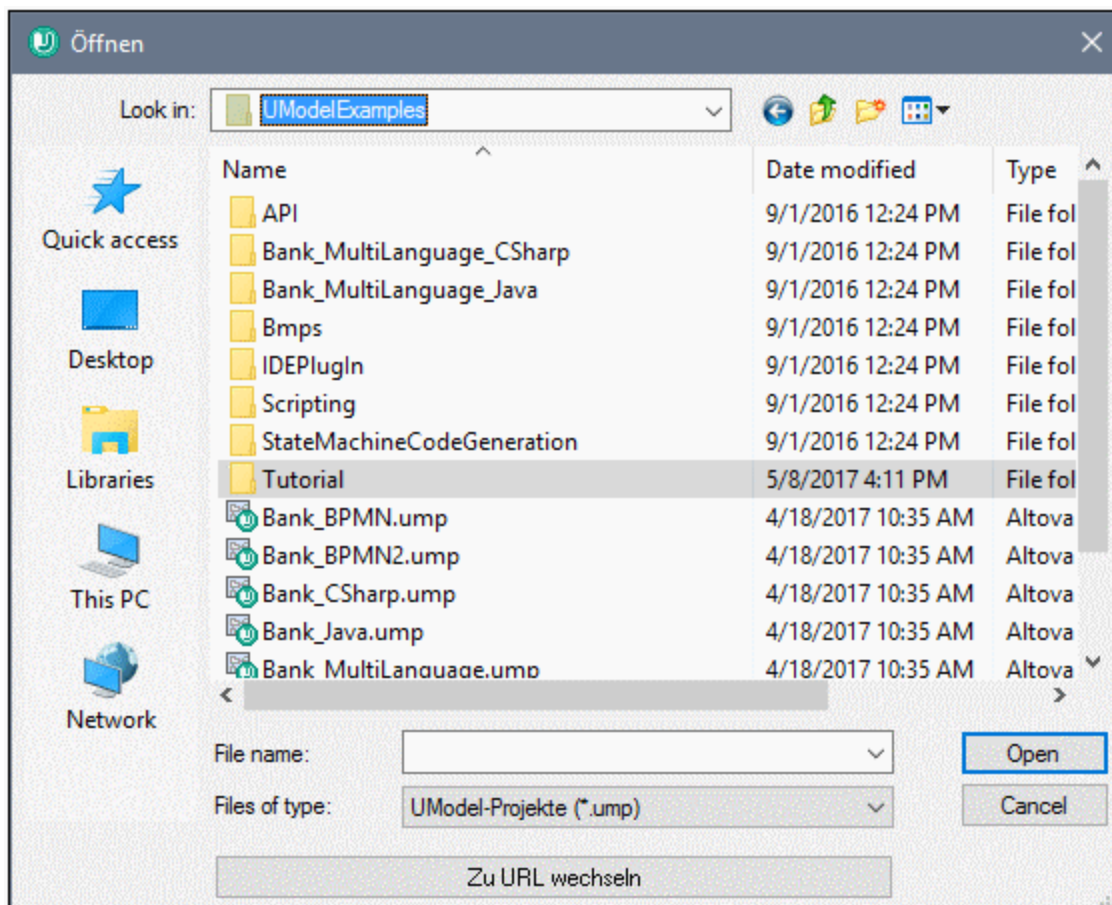 Öffnen
Look in: UModelExamples
Name Date modified Type
API 9/1/2016 12:24 PM File fol
Bank_MultiLanguage_CSharp 9/1/2016 12:24 PM File fol
Bank_MultiLanguage_Java 9/1/2016 12:24 PM File fol
Bmps 9/1/2016 12:24 PM File fol
IDEPlugIn 9/1/2016 12:24 PM File fol
Scripting 9/1/2016 12:24 PM File fol
StateMachineCodeGeneration 9/1/2016 12:24 PM File fol
Tutorial 5/8/2017 4:11 PM File fol
Bank_BPMN.ump 4/18/2017 10:35 AM Altova
Bank_BPMN2.ump 4/18/2017 10:35 AM Altova
Bank_CSharp.ump 4/18/2017 10:35 AM Altova
Bank_Java.ump 4/18/2017 10:35 AM Altova
Bank_MultiLanguage.ump 4/18/2017 10:35 AM Altova
Quick access
Desktop
Libraries
This PC
Network
File name: Open
Files of type: UModel-Projekte (*.ump) Cancel
Zu URL wechseln